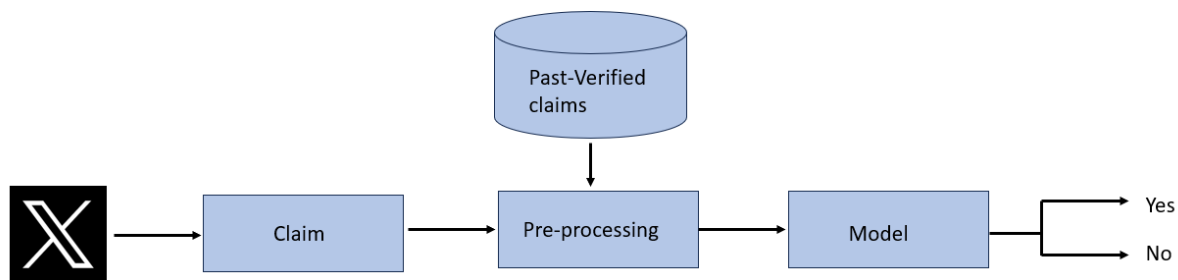 Past-Verified
claims
Claim
Pre-processing
Model
Yes
No